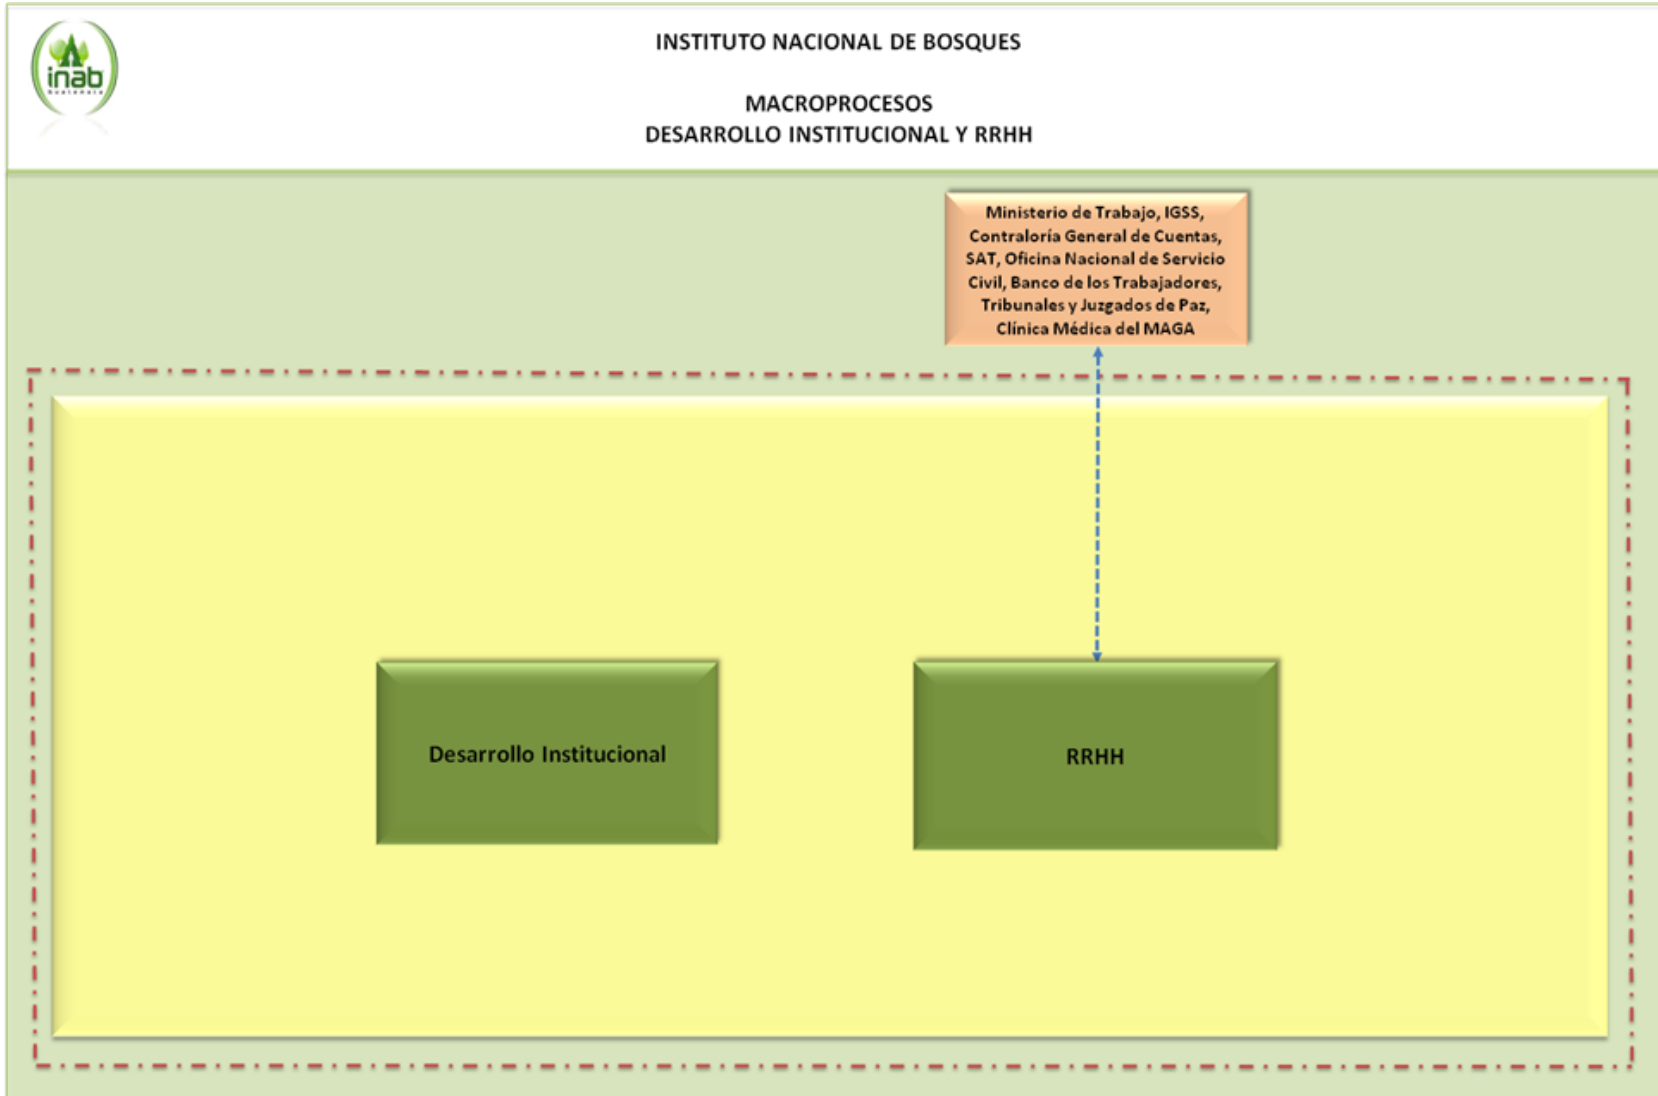 inab
Guatemala
INSTITUTO NACIONAL DE BOSQUES
MACROPROCESOS
DESARROLLO INSTITUCIONAL Y RRHH
Ministerio de Trabajo, IGSS,
Contraloría General de Cuentas,
SAT, Oficina Nacional de Servicio
Civil, Banco de los Trabajadores,
Tribunales y Juzgados de Paz,
Clínica Médica del MAGA
Desarrollo Institucional
RRHH